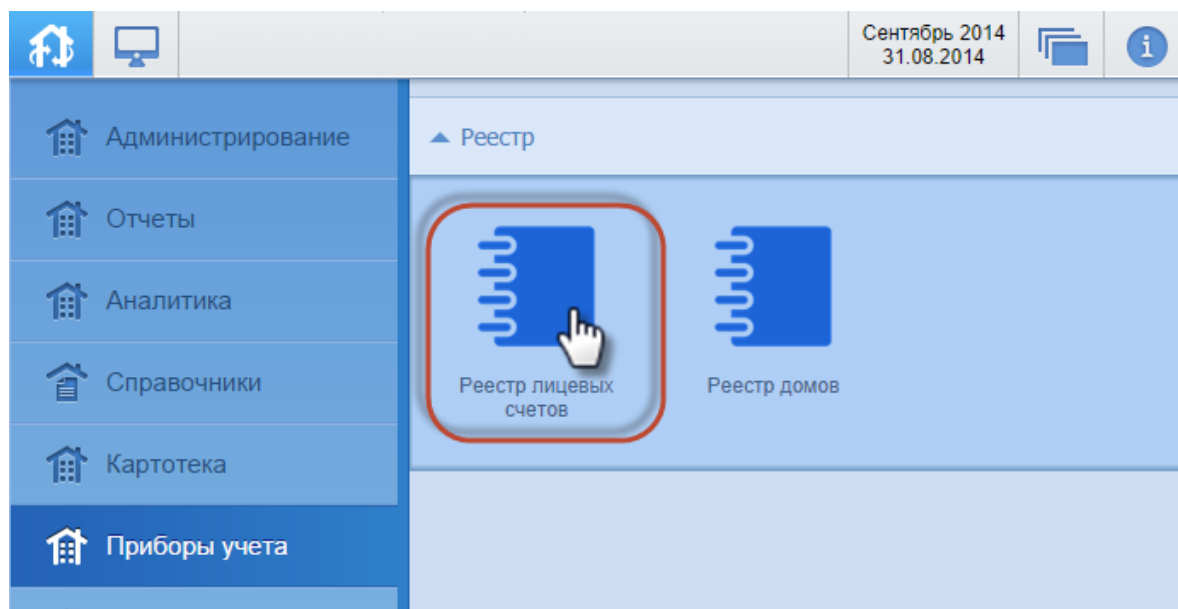 Сентябрь 2014
31.08.2014
i
Администрирование
Отчеты
Аналитика
Справочники
Картотека
Приборы учета
Реестр
Реестр лицевых
счетов
Реестр домов